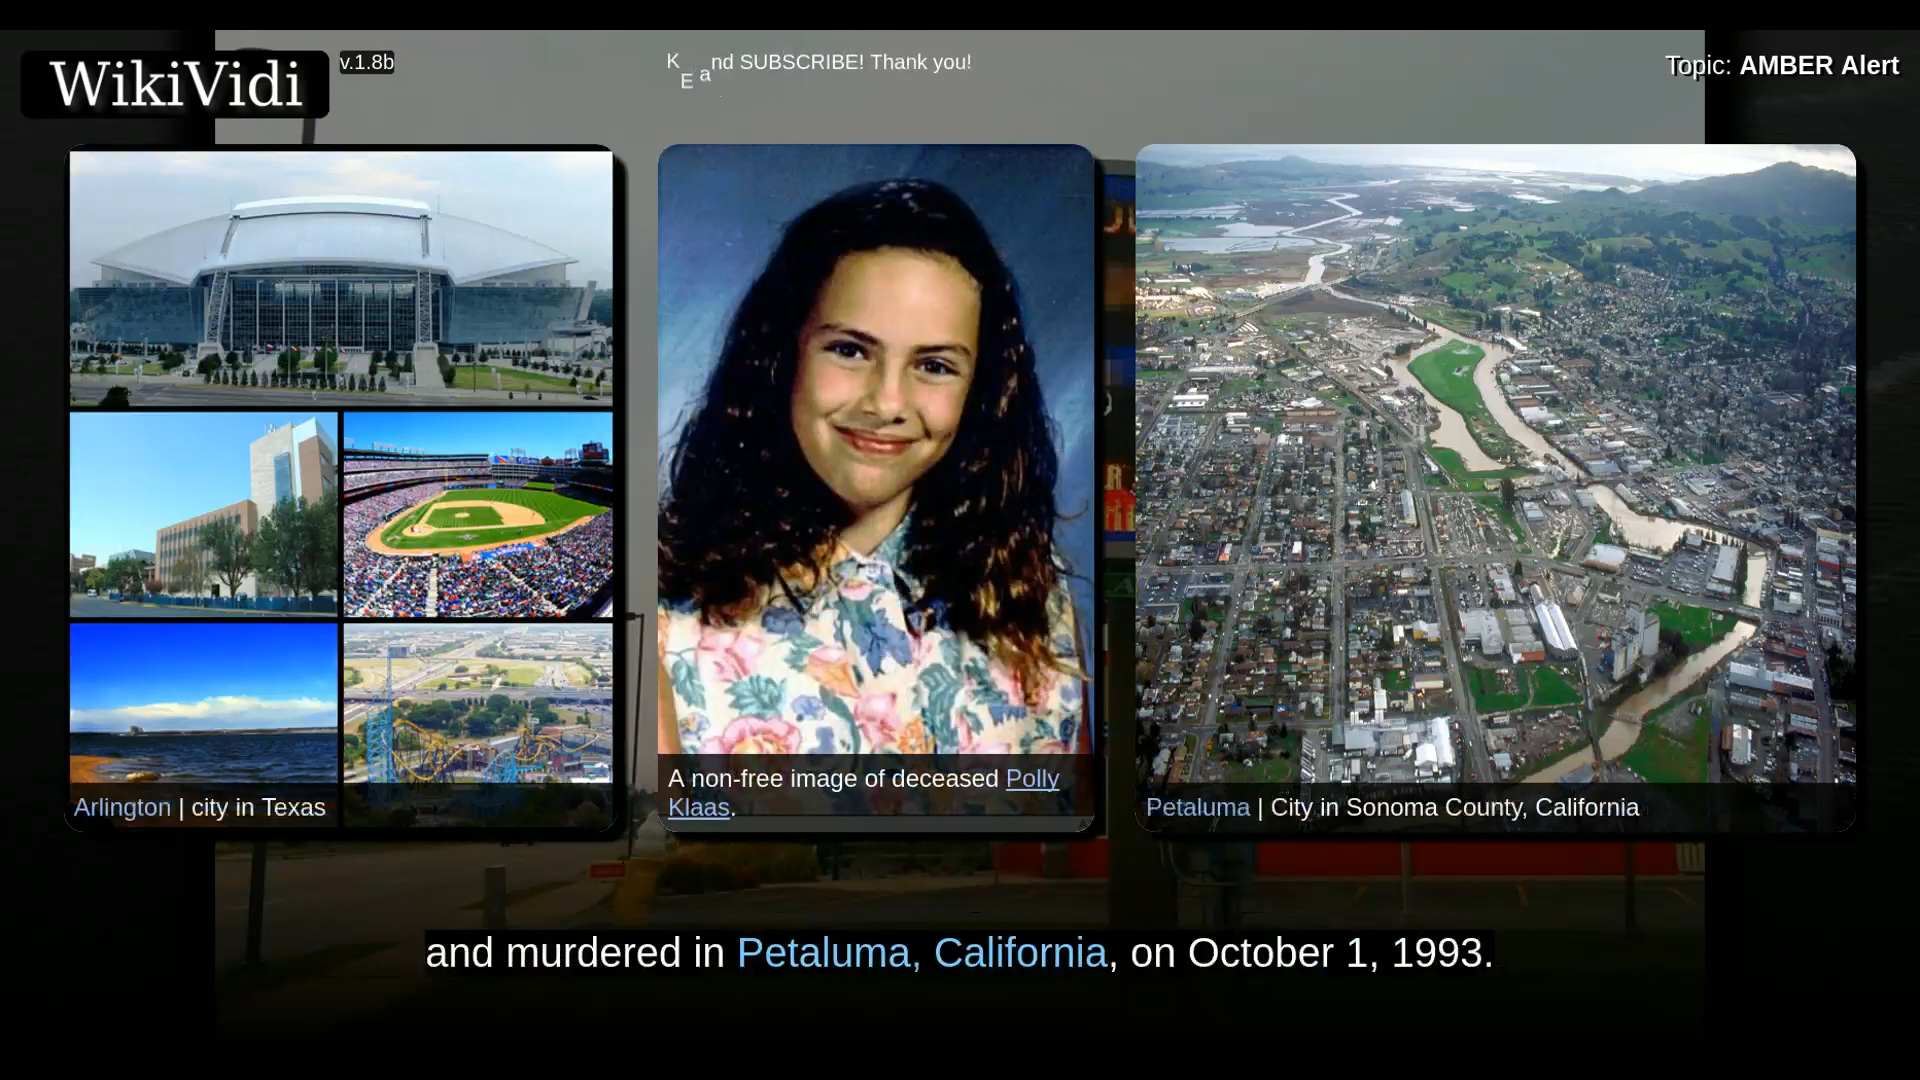 WikiVidi
v.1.8b
K
E
and SUBSCRIBE! Thank you!
Topic: AMBER Alert
Arlington | city in Texas
A non-free image of deceased Polly
Klaas.
Petaluma | City in Sonoma County, California
and murdered in Petaluma, California, on October 1, 1993.